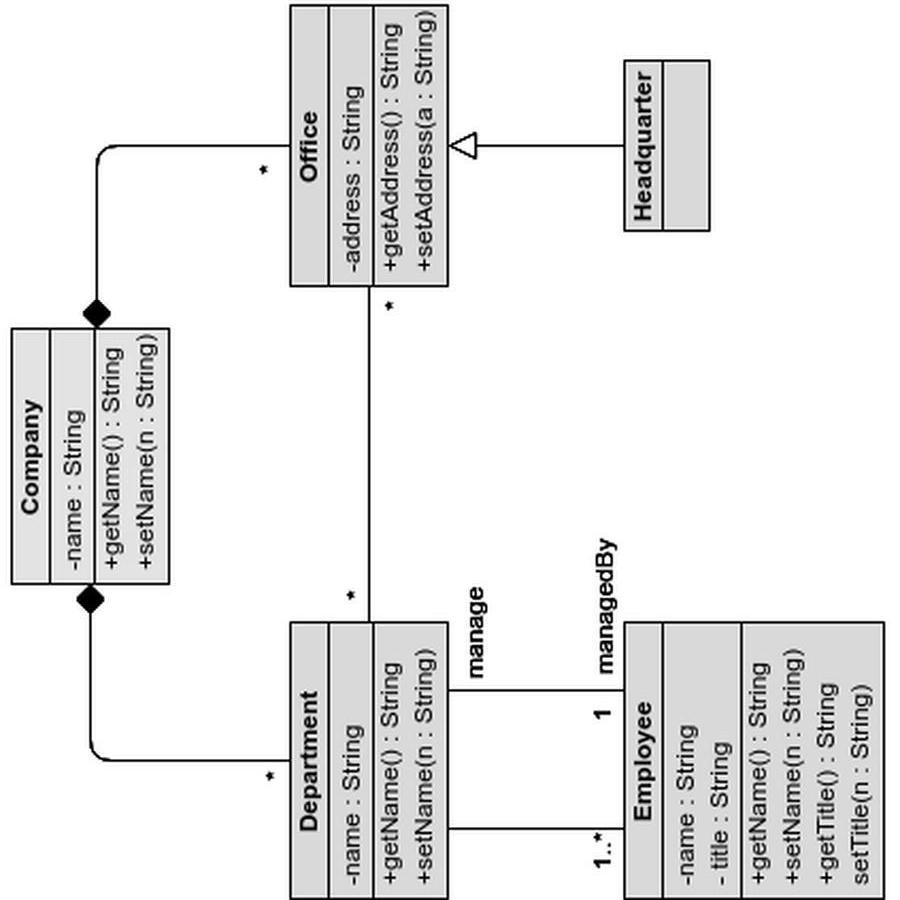 Company
-name : String
+getName() : String
+setName(n : String)
*
*
Department
-name : String
+getName() : String
+setName(n : String)
*
*
Office
-address : String
+getAddress() : String
+setAddress(a : String)
manage
managedBy
1..*
1
Employee
-name : String
- title : String
+getName() : String
+setName(n : String)
+getTitle() : String
setTitle(n : String)
Headquarter